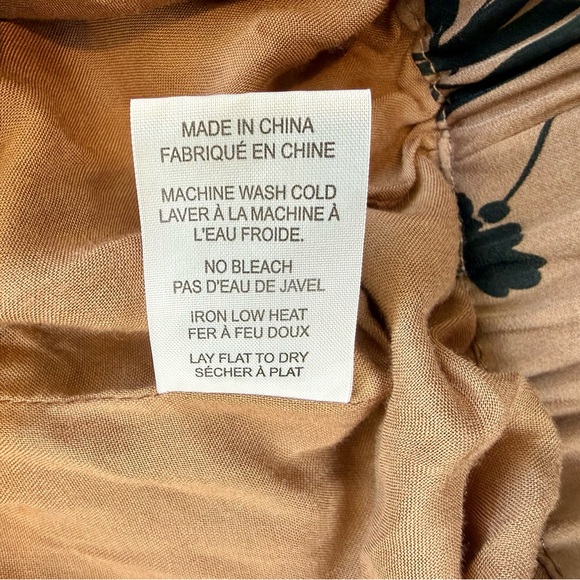 MADE IN CHINA
FABRIQUÉ EN CHINE
MACHINE WASH COLD
LAVER À LA MACHINE À
L'EAU FROIDE.
NO BLEACH
PAS D'EAU DE JAVEL
IRON LOW HEAT
FER À FEU DOUX
LAY FLAT TO DRY
SÉCHER À PLAT